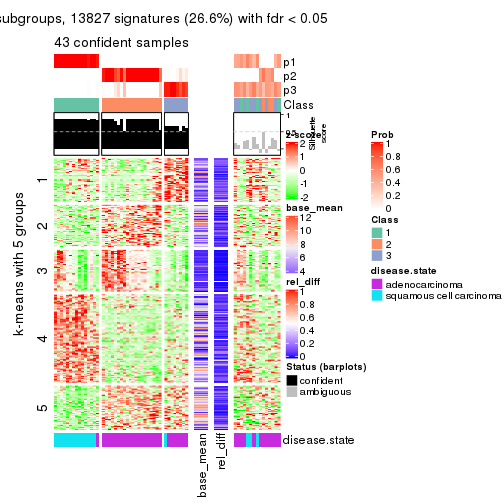 subgroups, 13827 signatures (26.6%) with fdr < 0.05
43 confident samples
p1
p2
p3
Class
1
0.5
0
Silhouette
score
k-means with 5 groups
1
2
3
4
5
z-score
2
1
0
-1
-2
base_mean
12
10
8
6
4
rel_diff
1
0.8
0.6
0.4
0.2
0
Status (barplots)
confident
ambiguous
Prob
1
0.8
0.6
0.4
0.2
0
Class
1
2
3
disease.state
adenocarcinoma
squamous cell carcinoma
disease.state
base_mean
rel_diff